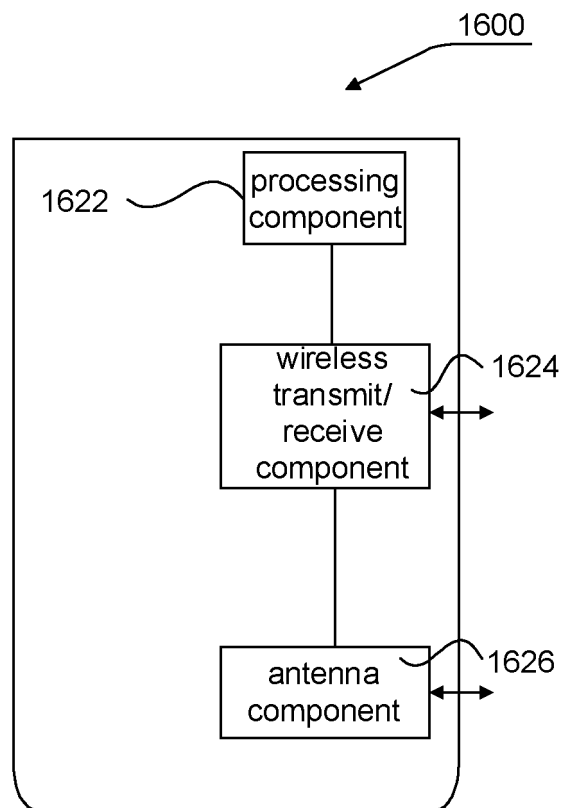 1600
1622
processing
component
wireless
transmit/
receive
component
1624
antenna
component
1626